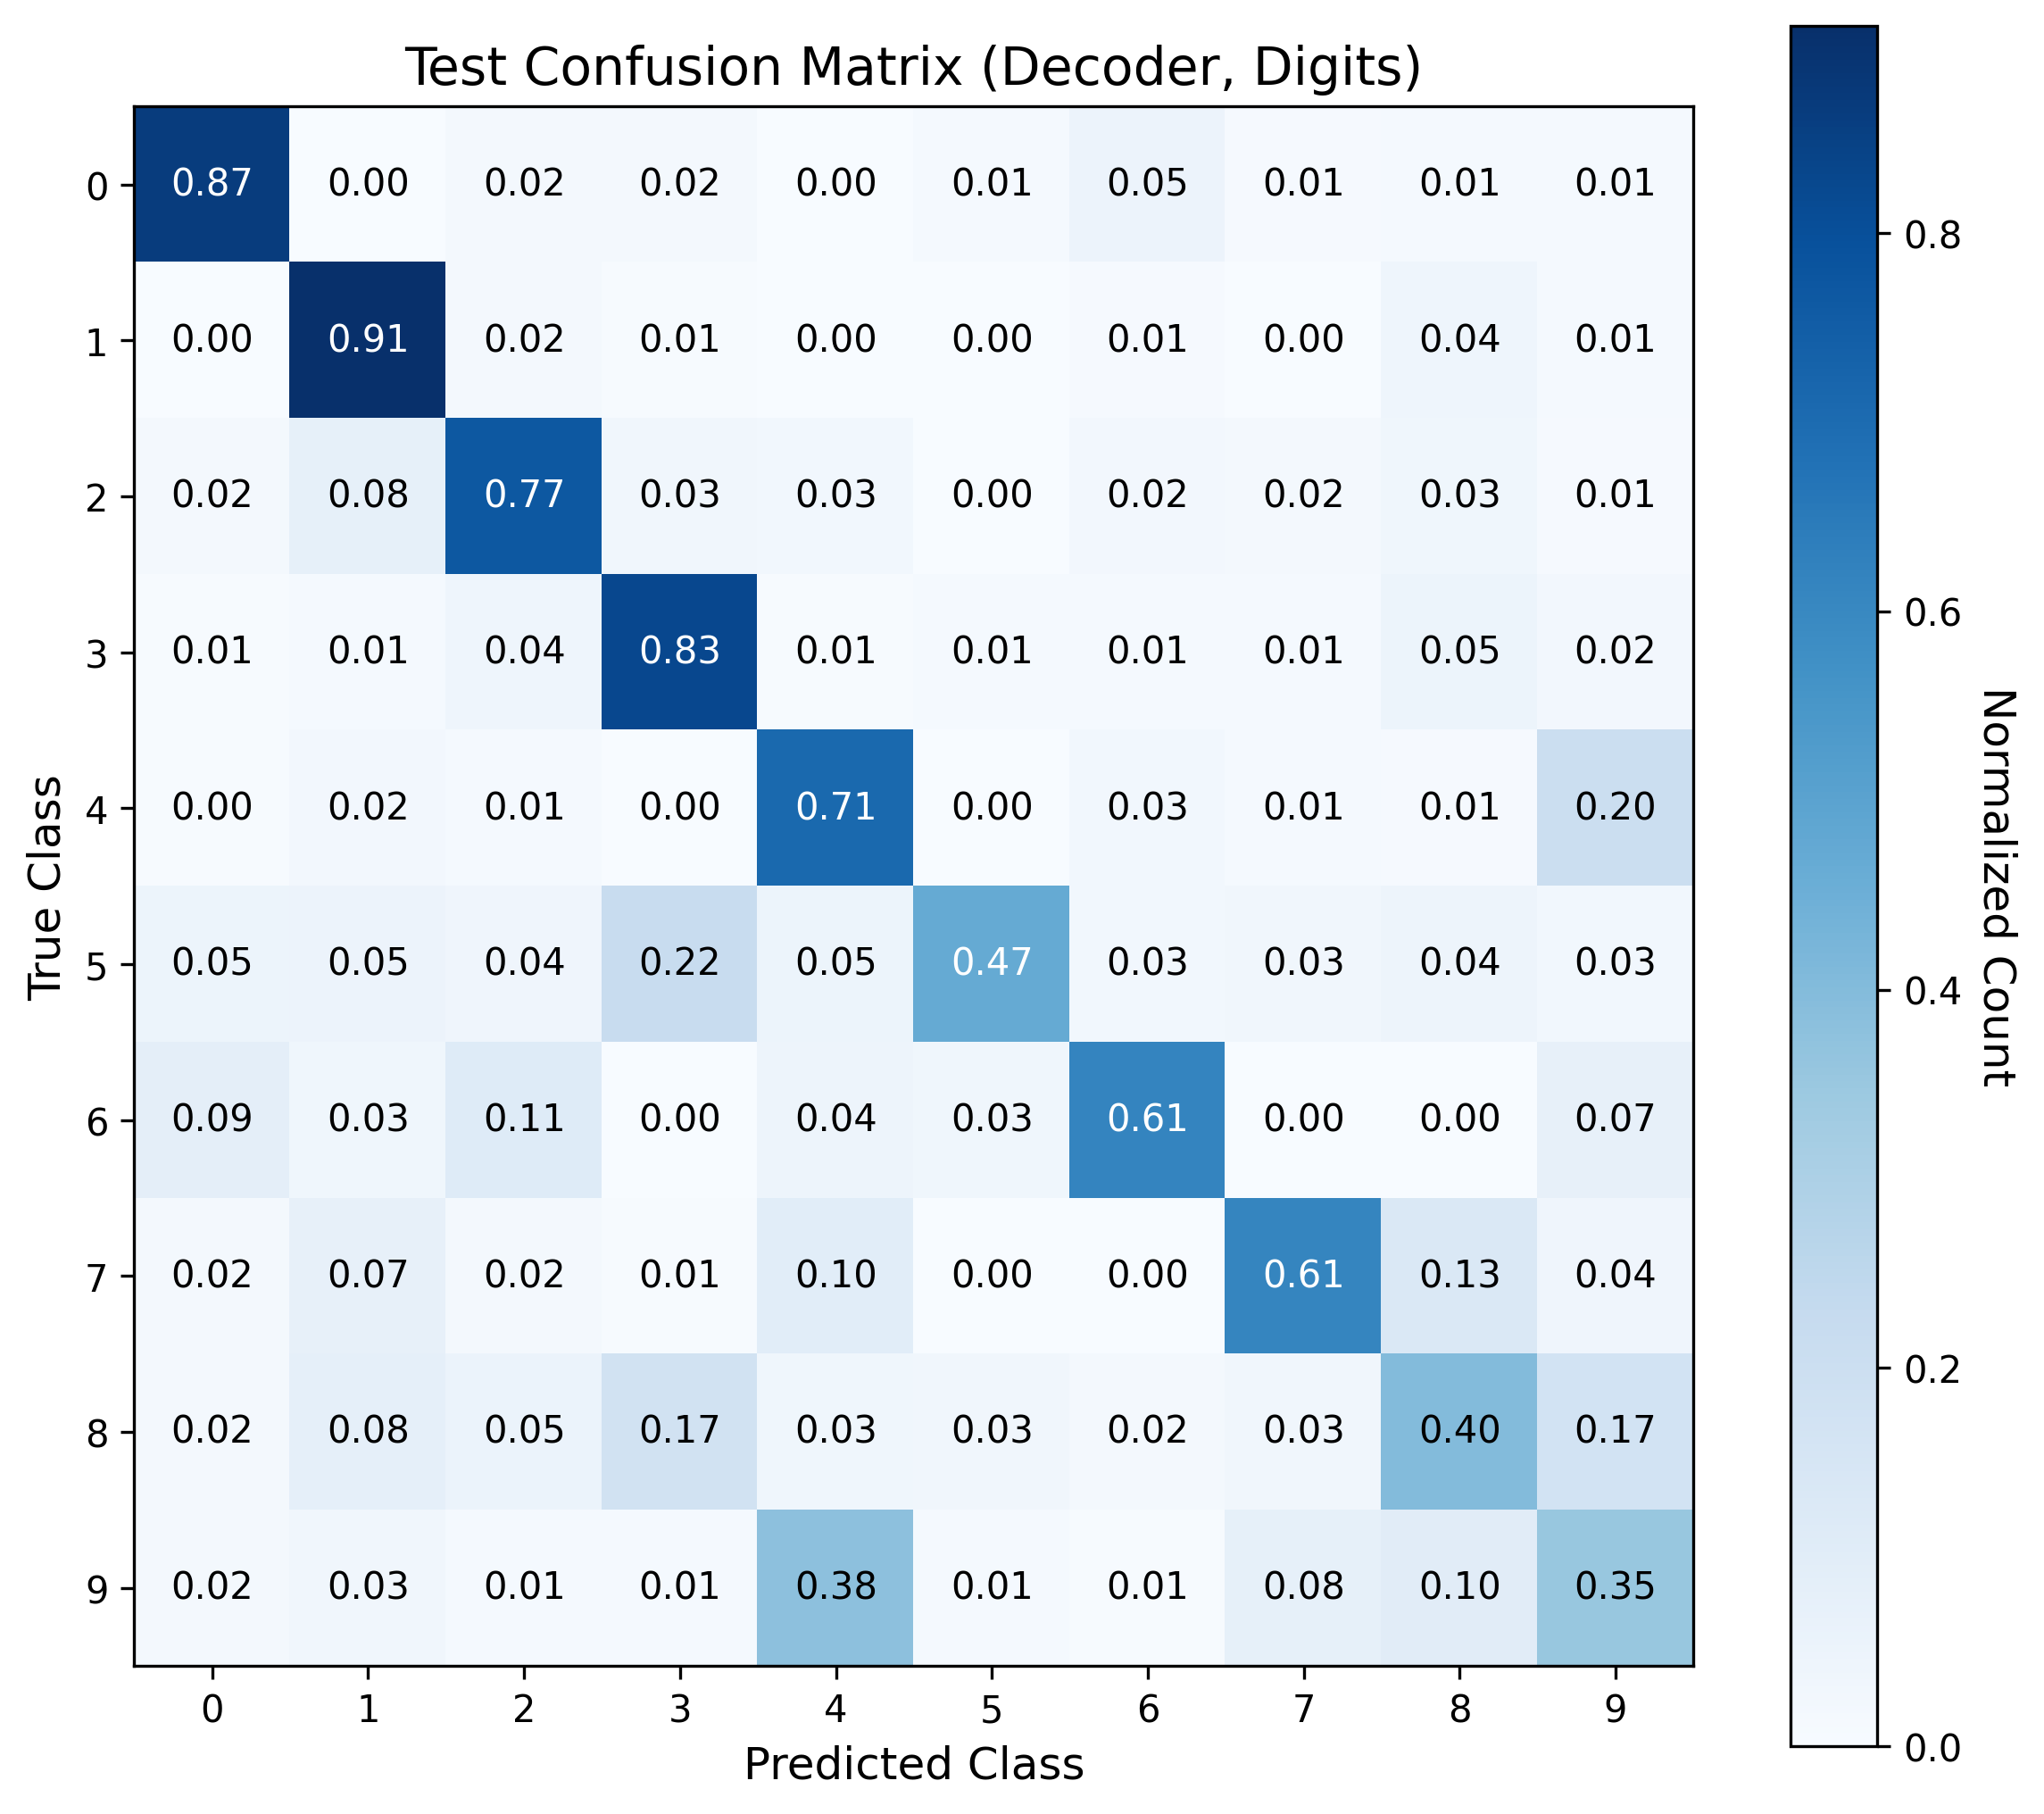 Test Confusion Matrix (Decoder, Digits)
0 0.87 0.00 0.02 0.02 0.00 0.01 0.05 0.01 0.01 0.01
1 0.00 0.91 0.02 0.01 0.00 0.00 0.01 0.00 0.04 0.01
2 0.02 0.08 0.77 0.03 0.03 0.00 0.02 0.02 0.03 0.01
3 0.01 0.01 0.04 0.83 0.01 0.01 0.01 0.01 0.05 0.02
4 0.00 0.02 0.01 0.00 0.71 0.00 0.03 0.01 0.01 0.20
5 0.05 0.05 0.04 0.22 0.05 0.47 0.03 0.03 0.04 0.03
6 0.09 0.03 0.11 0.00 0.04 0.03 0.61 0.00 0.00 0.07
7 0.02 0.07 0.02 0.01 0.10 0.00 0.00 0.61 0.13 0.04
8 0.02 0.08 0.05 0.17 0.03 0.03 0.02 0.03 0.40 0.17
9 0.02 0.03 0.01 0.01 0.38 0.01 0.01 0.08 0.10 0.35
0 1 2 3 4 5 6 7 8 9
Predicted Class
True Class
0.8
0.6
0.4
0.2
0.0
Normalized Count